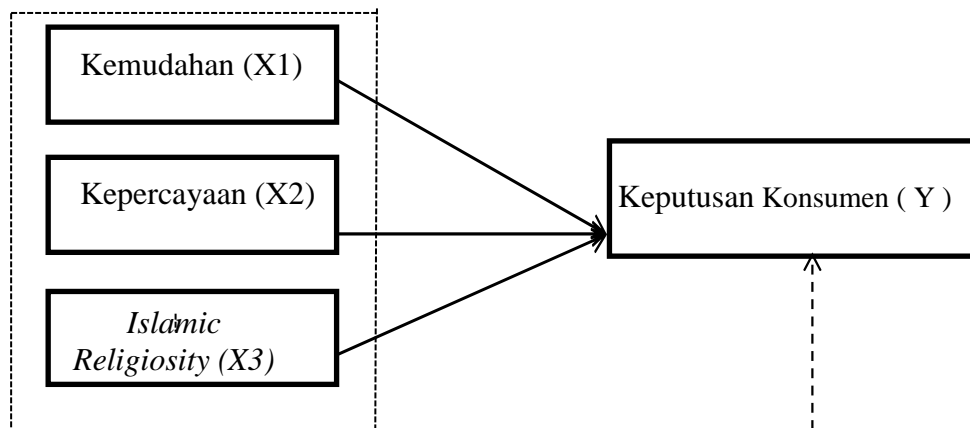 Kemudahan (X1)
Kepercayaan (X2)
Keputusan Konsumen ( Y )
Islamic
Religiosity (X3)